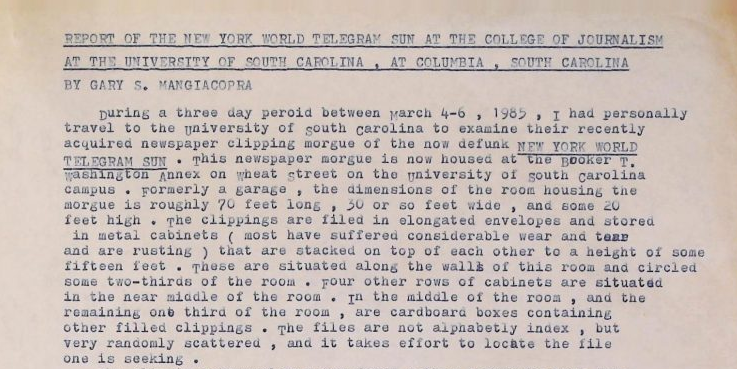 REPORT OF THE NEW YORK WORLD TELEGRAM SUN AT THE COLLEGE OF JOURNALISM
AT THE UNIVERSITY OF SOUTH CAROLINA , AT COLUMBIA , SOUTH CAROLINA
BY GARY S. MANGIACOPRA
During a three day peroid between March 4-6 , 1985 , I had personally
travel to the University of South Carolina to examine their recently
acquired newspaper clipping morgue of the now defunk NEW YORK WORLD
TELEGRAM SUN . This newspaper morgue is now housed at the Booker T.
Washington Annex on Wheat Street on the University of South Carolina
campus . Formerly a garage , the dimensions of the room housing the
morgue is roughly 70 feet long , 30 or so feet wide , and some 20
feet high . The clippings are filed in elongated envelopes and stored
in metal cabinets ( most have suffered considerable wear and tear
and are rusting ) that are stacked on top of each other to a height of some
fifteen feet . These are situated along the walls of this room and circled
some two-thirds of the room . Four other rows of cabinets are situated
in the near middle of the room . In the middle of the room , and the
remaining one third of the room , are cardboard boxes containing
other filled clippings . The files are not alphabetly index , but
very randomly scattered , and it takes effort to locate the file
one is seeking .